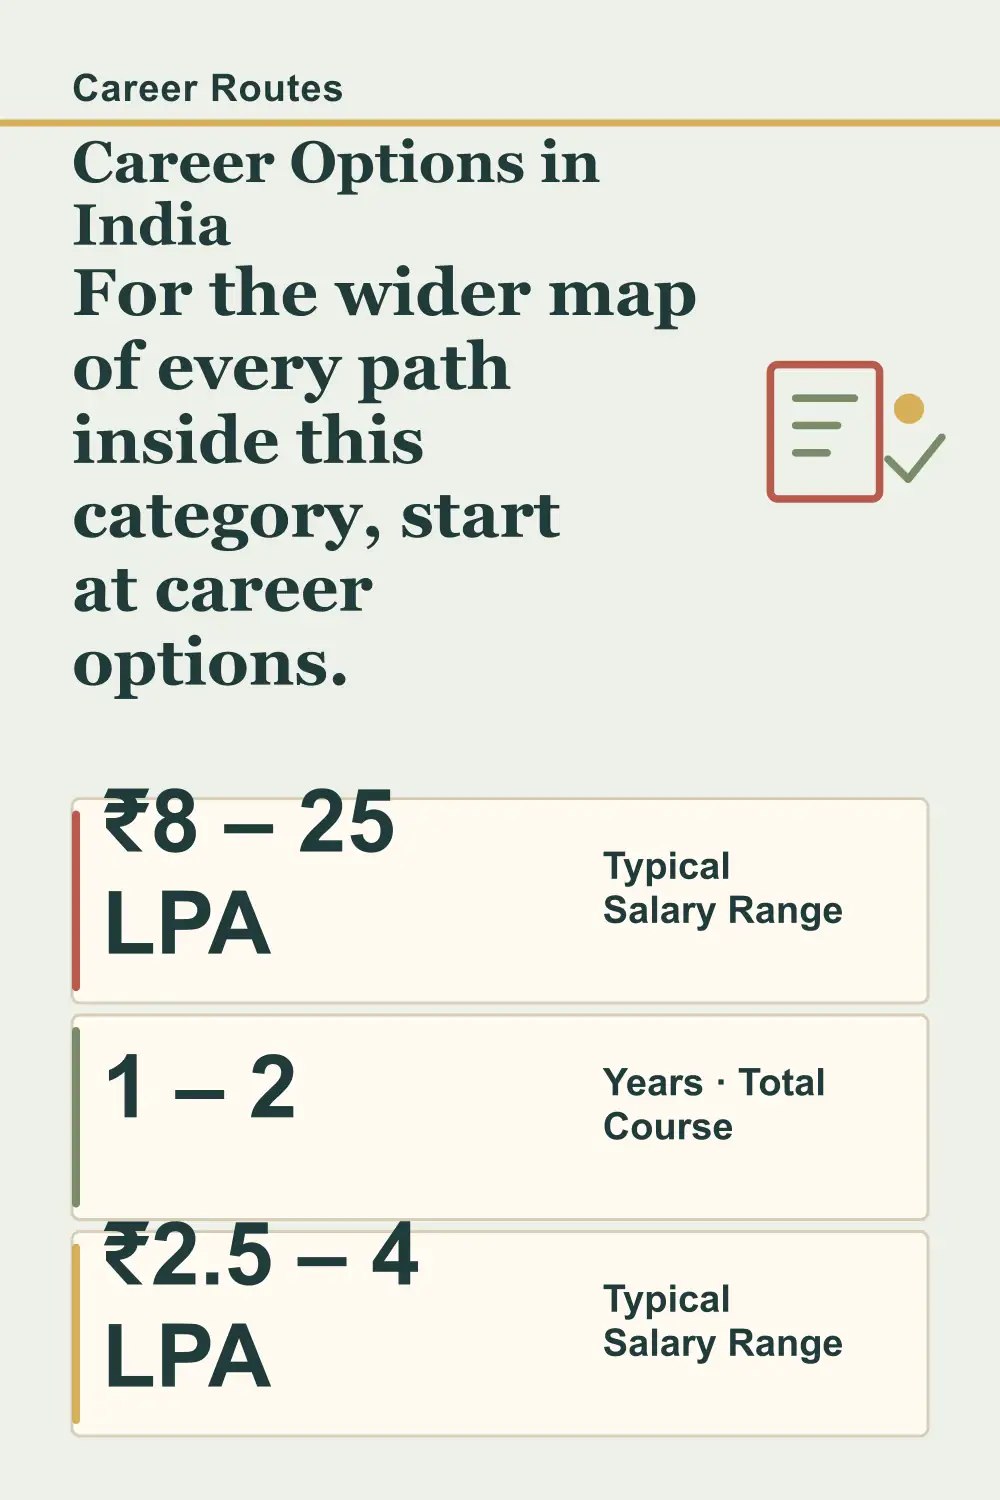 Career Routes
Career Options in
India
For the wider map
of every path
inside this
category, start
at career
options.
₹8 – 25
LPA
Typical
Salary Range
1 – 2
Years · Total
Course
₹2.5 – 4
LPA
Typical
Salary Range